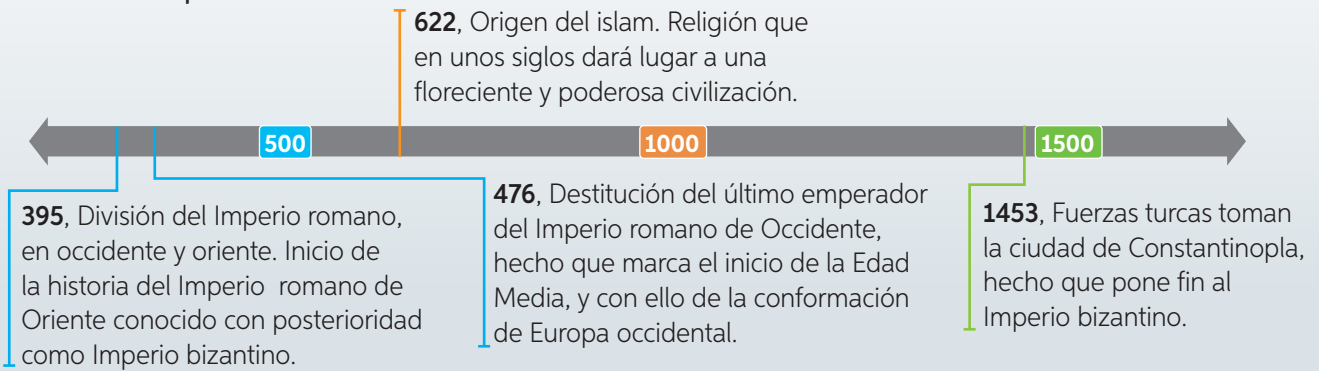 622, Origen del islam. Religión que
en unos siglos dará lugar a una
floreciente y poderosa civilización.
500
1000
1500
395, División del Imperio romano,
en occidente y oriente. Inicio de
la historia del Imperio romano de
Oriente conocido con posterioridad
como Imperio bizantino.
476, Destitución del último emperador
del Imperio romano de Occidente,
hecho que marca el inicio de la Edad
Media, y con ello de la conformación
de Europa occidental.
1453, Fuerzas turcas toman
la ciudad de Constantinopla,
hecho que pone fin al
Imperio bizantino.